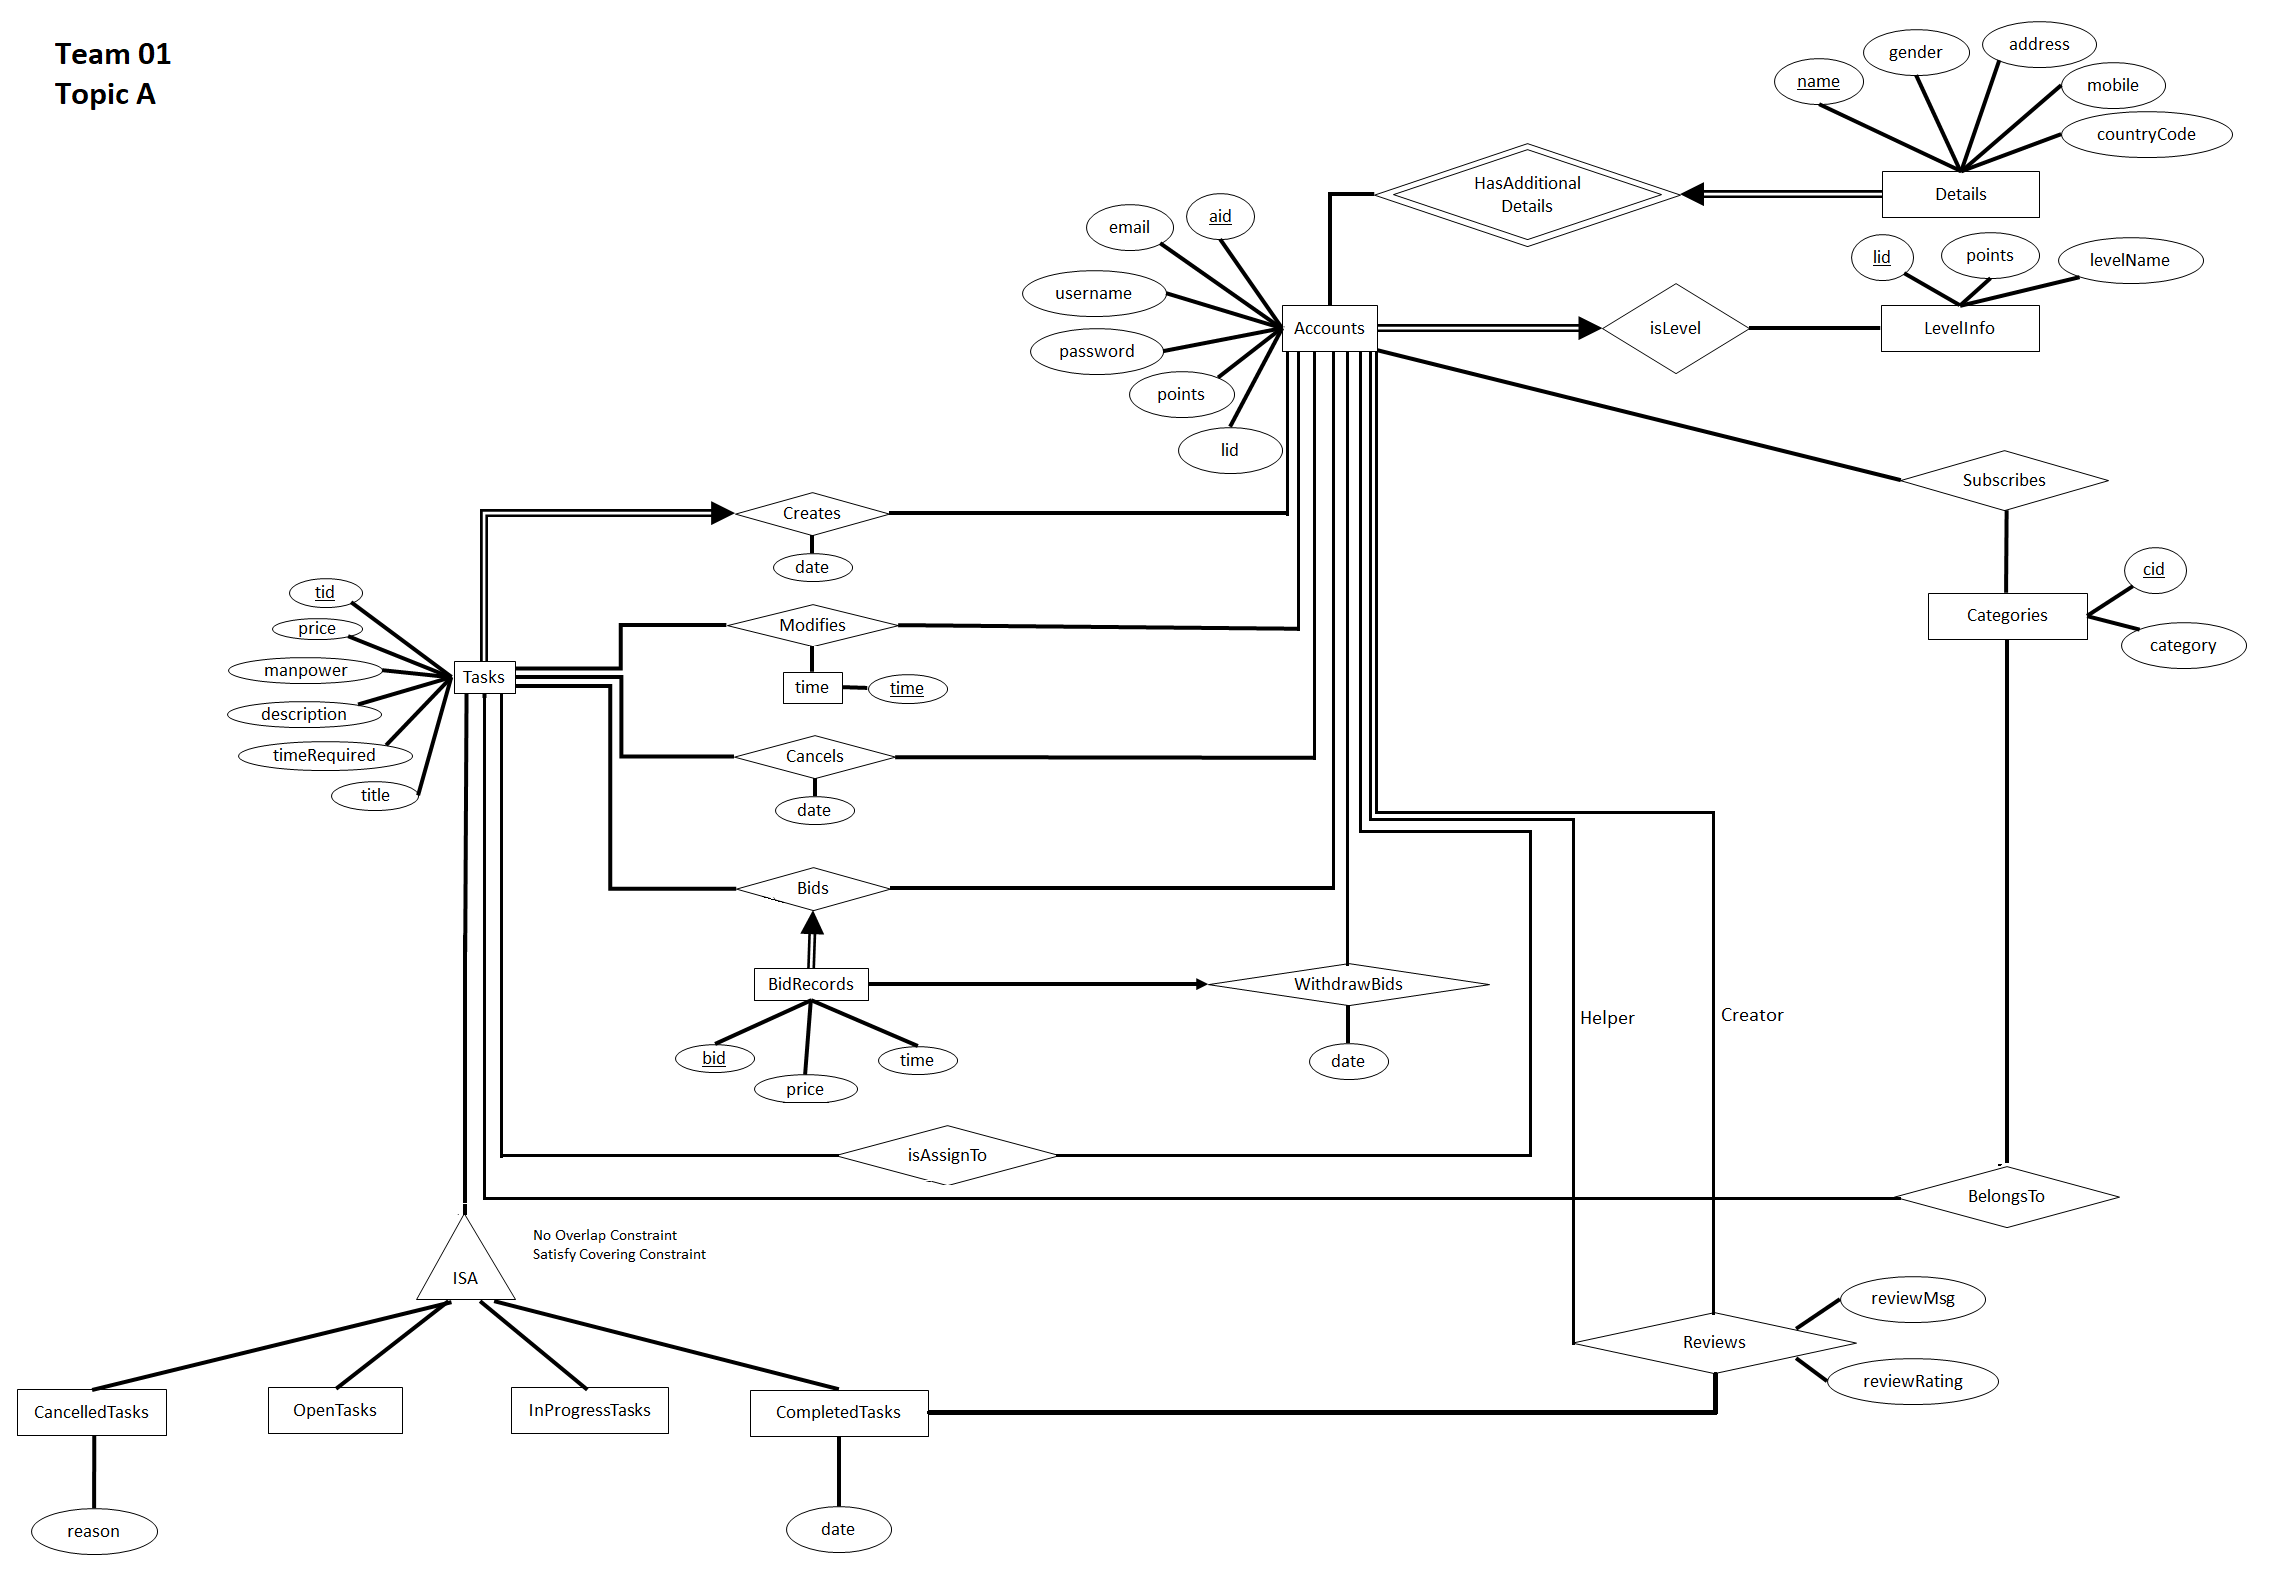 Team 01
Topic A
name
gender
address
mobile
countryCode
HasAdditional
Details
Details
email
aid
username
password
points
lid
Accounts
isLevel
lid
points
levelName
LevelInfo
Subscribes
Creates
date
tid
price
manpower
description
timeRequired
title
Tasks
Modifies
time
time
cid
Categories
category
Cancels
date
Bids
BidRecords
WithdrawBids
bid
price
time
date
Helper
Creator
isAssignTo
BelongsTo
No Overlap Constraint
Satisfy Covering Constraint
ISA
reviewMsg
Reviews
reviewRating
CancelledTasks
OpenTasks
InProgressTasks
CompletedTasks
reason
date